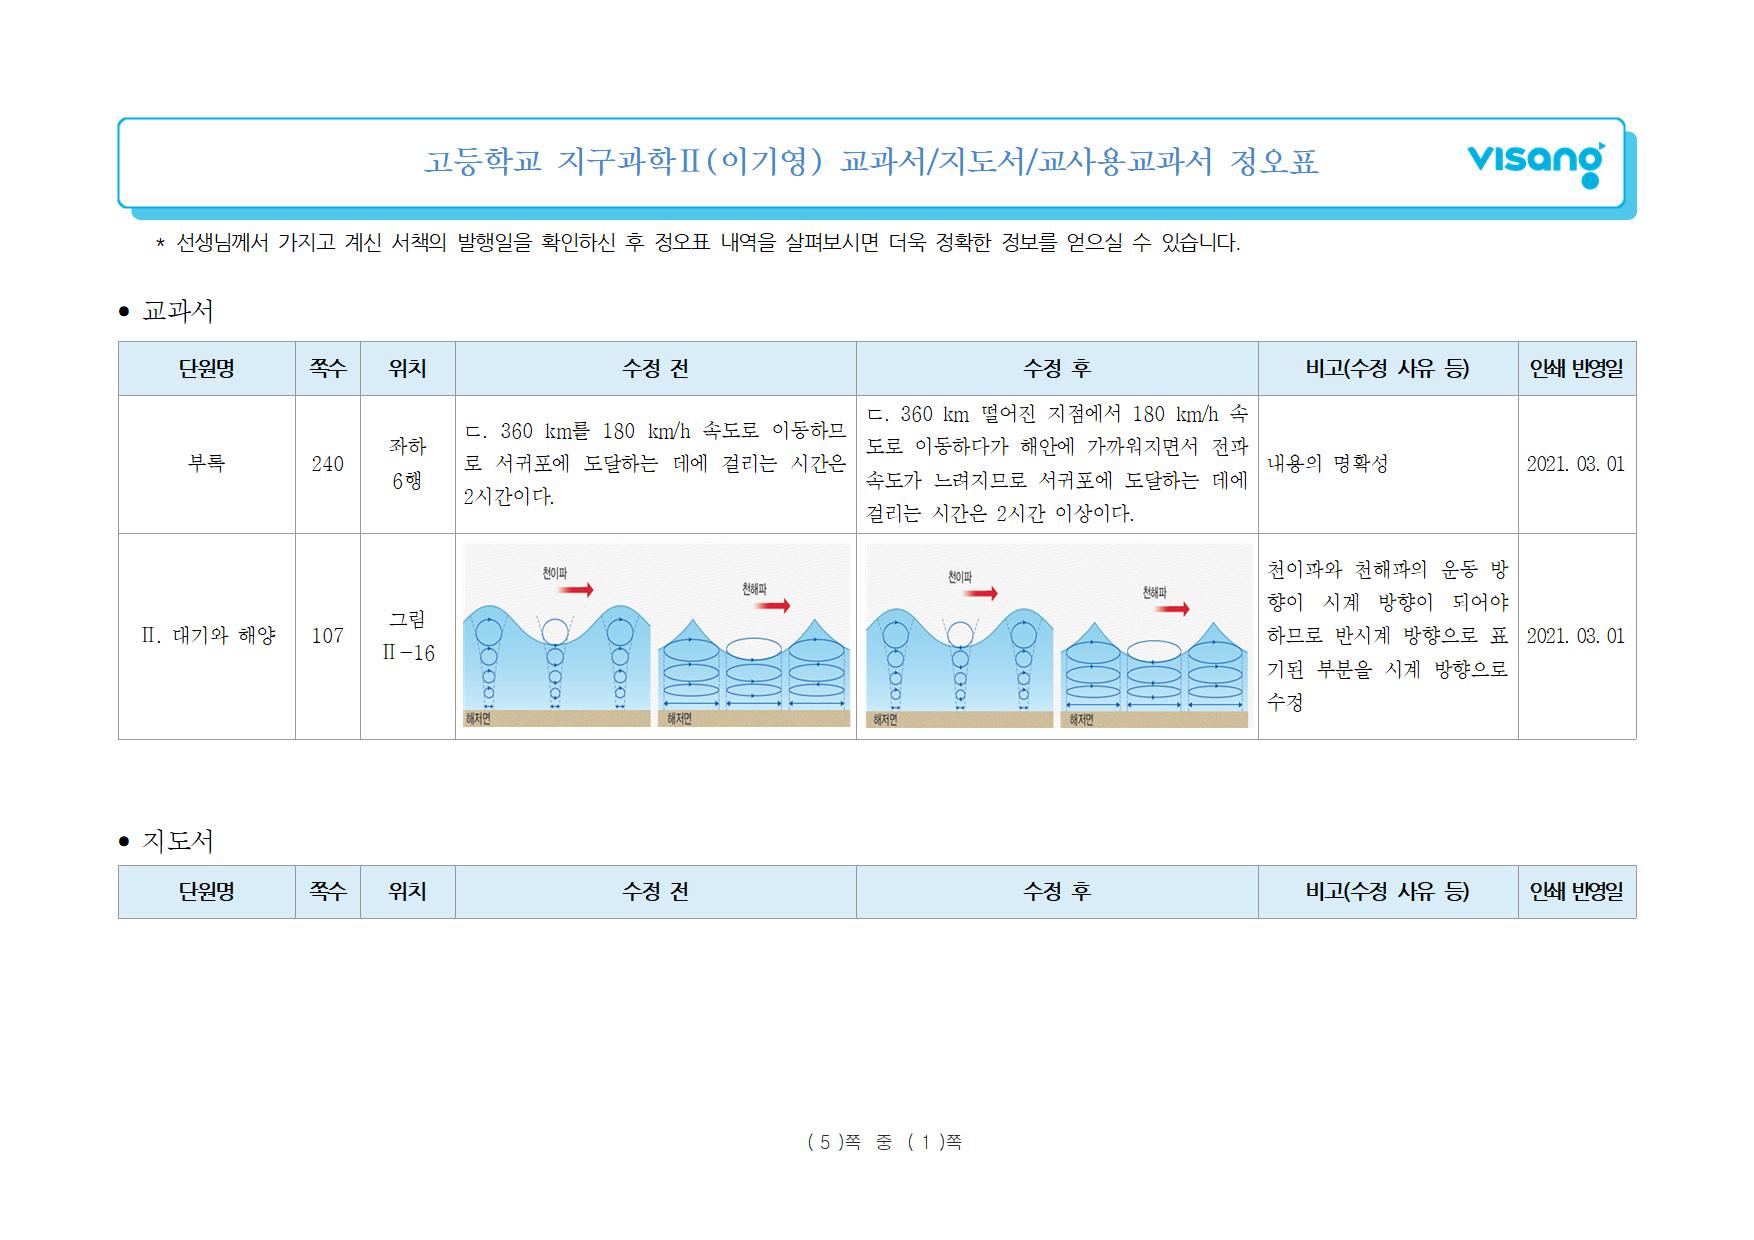 고등학교 지구과학Ⅱ(이기영) 교과서/지도서/교사용교과서 정오표
visang
* 선생님께서 가지고 계신 서책의 발행일을 확인하신 후 정오표 내역을 살펴보시면 더욱 정확한 정보를 얻으실 수 있습니다.
• 교과서
단원명 쪽수 위치 수정 전 수정 후 비고(수정 사유 등) 인쇄 반영일
부록
240
좌하
6행
ㄷ. 360 km를 180 km/h 속도로 이동하므
로 서귀포에 도달하는 데에 걸리는 시간은
2시간이다.
ㄷ. 360 km 떨어진 지점에서 180 km/h 속
도로 이동하다가 해안에 가까워지면서 전파
속도가 느려지므로 서귀포에 도달하는 데에
걸리는 시간은 2시간 이상이다.
내용의 명확성
2021. 03. 01
Ⅱ. 대기와 해양
107
그림
Ⅱ-16
천이파
천해파
해저면
해저면
천이파
천해파
해저면
해저면
천이파와 천해파의 운동 방
향이 시계 방향이 되어야
하므로 반시계 방향으로 표
기된 부분을 시계 방향으로
수정
2021. 03. 01
• 지도서
단원명 쪽수 위치 수정 전 수정 후 비고(수정 사유 등) 인쇄 반영일
( 5 )쪽 중 ( 1 )쪽